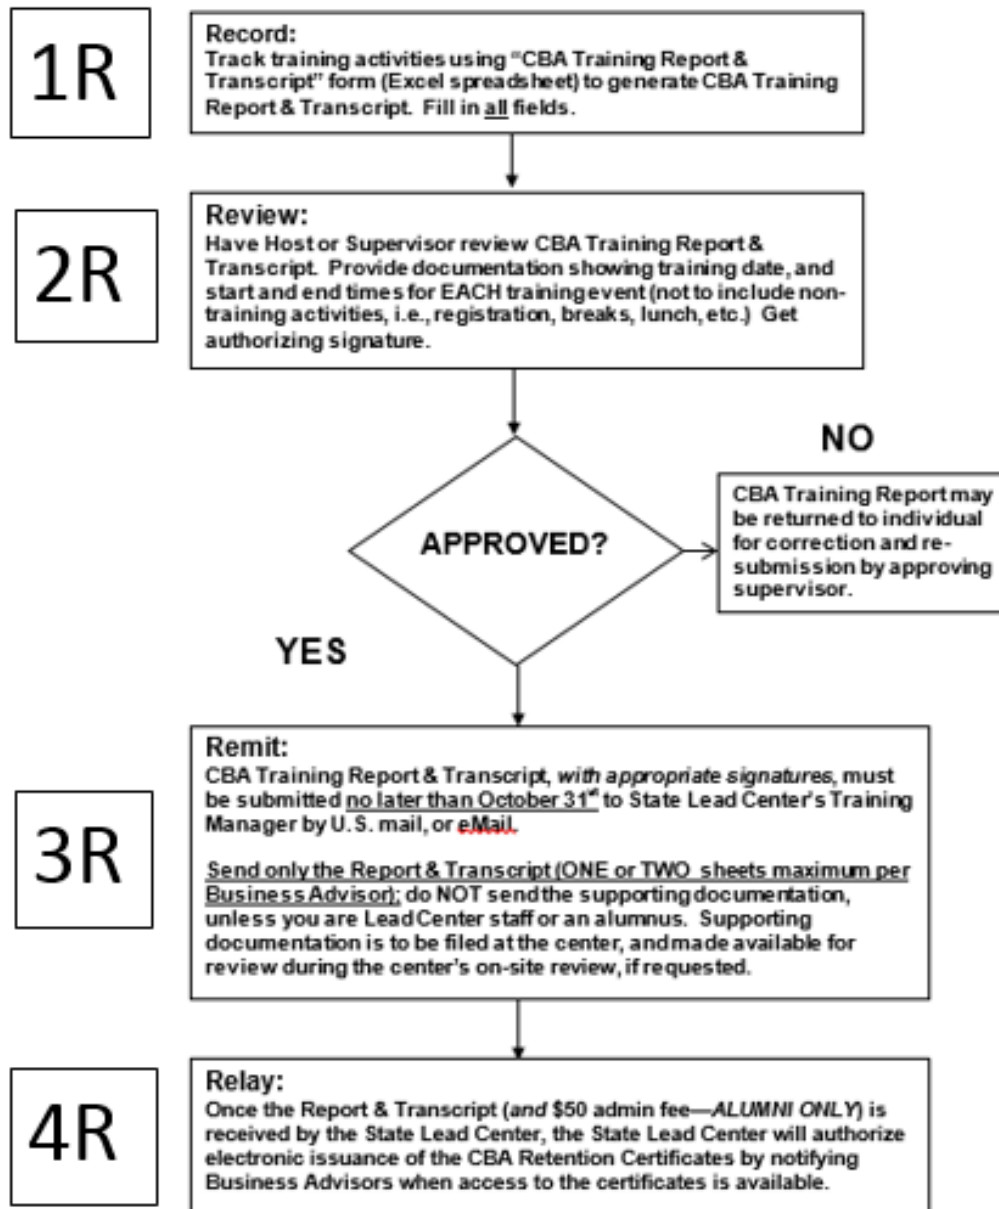 1R
Record:
Track training activities using “CBA Training Report &
Transcript” form (Excel spreadsheet) to generate CBA Training
Report & Transcript. Fill in all fields.
2R
Review:
Have Host or Supervisor review CBA Training Report &
Transcript. Provide documentation showing training date, and
start and end times for EACH training event (not to include non-
training activities, i.e., registration, breaks, lunch, etc.) Get
authorizing signature.
APPROVED?
NO
CBA Training Report may
be returned to individual
for correction and re-
submission by approving
supervisor.
YES
3R
Remit:
CBA Training Report & Transcript, with appropriate signatures, must
be submitted no later than October 31st to State Lead Center’s Training
Manager by U.S. mail, or eMail.
Send only the Report & Transcript (ONE or TWO sheets maximum per
Business Advisor); do NOT send the supporting documentation,
unless you are Lead Center staff or an alumnus. Supporting
documentation is to be filed at the center, and made available for
review during the center’s on-site review, if requested.
4R
Relay:
Once the Report & Transcript (and $50 admin fee—ALUMNI ONLY) is
received by the State Lead Center, the State Lead Center will authorize
electronic issuance of the CBA Retention Certificates by notifying
Business Advisors when access to the certificates is available.